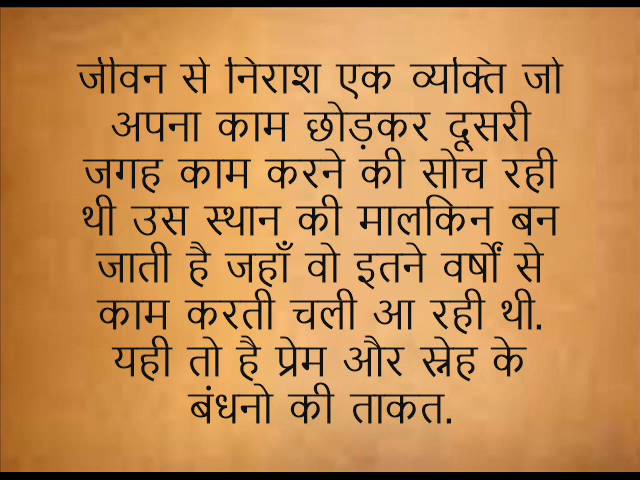 जीवन से निराश एक व्यक्ति जो
अपना काम छोड़कर दूसरी
जगह काम करने की सोच रही
थी उस स्थान की मालकिन बन
जाती है जहाँ वो इतने वर्षों से
काम करती चली आ रही थी.
यही तो है प्रेम और स्नेह के
बंधनो की ताकत.